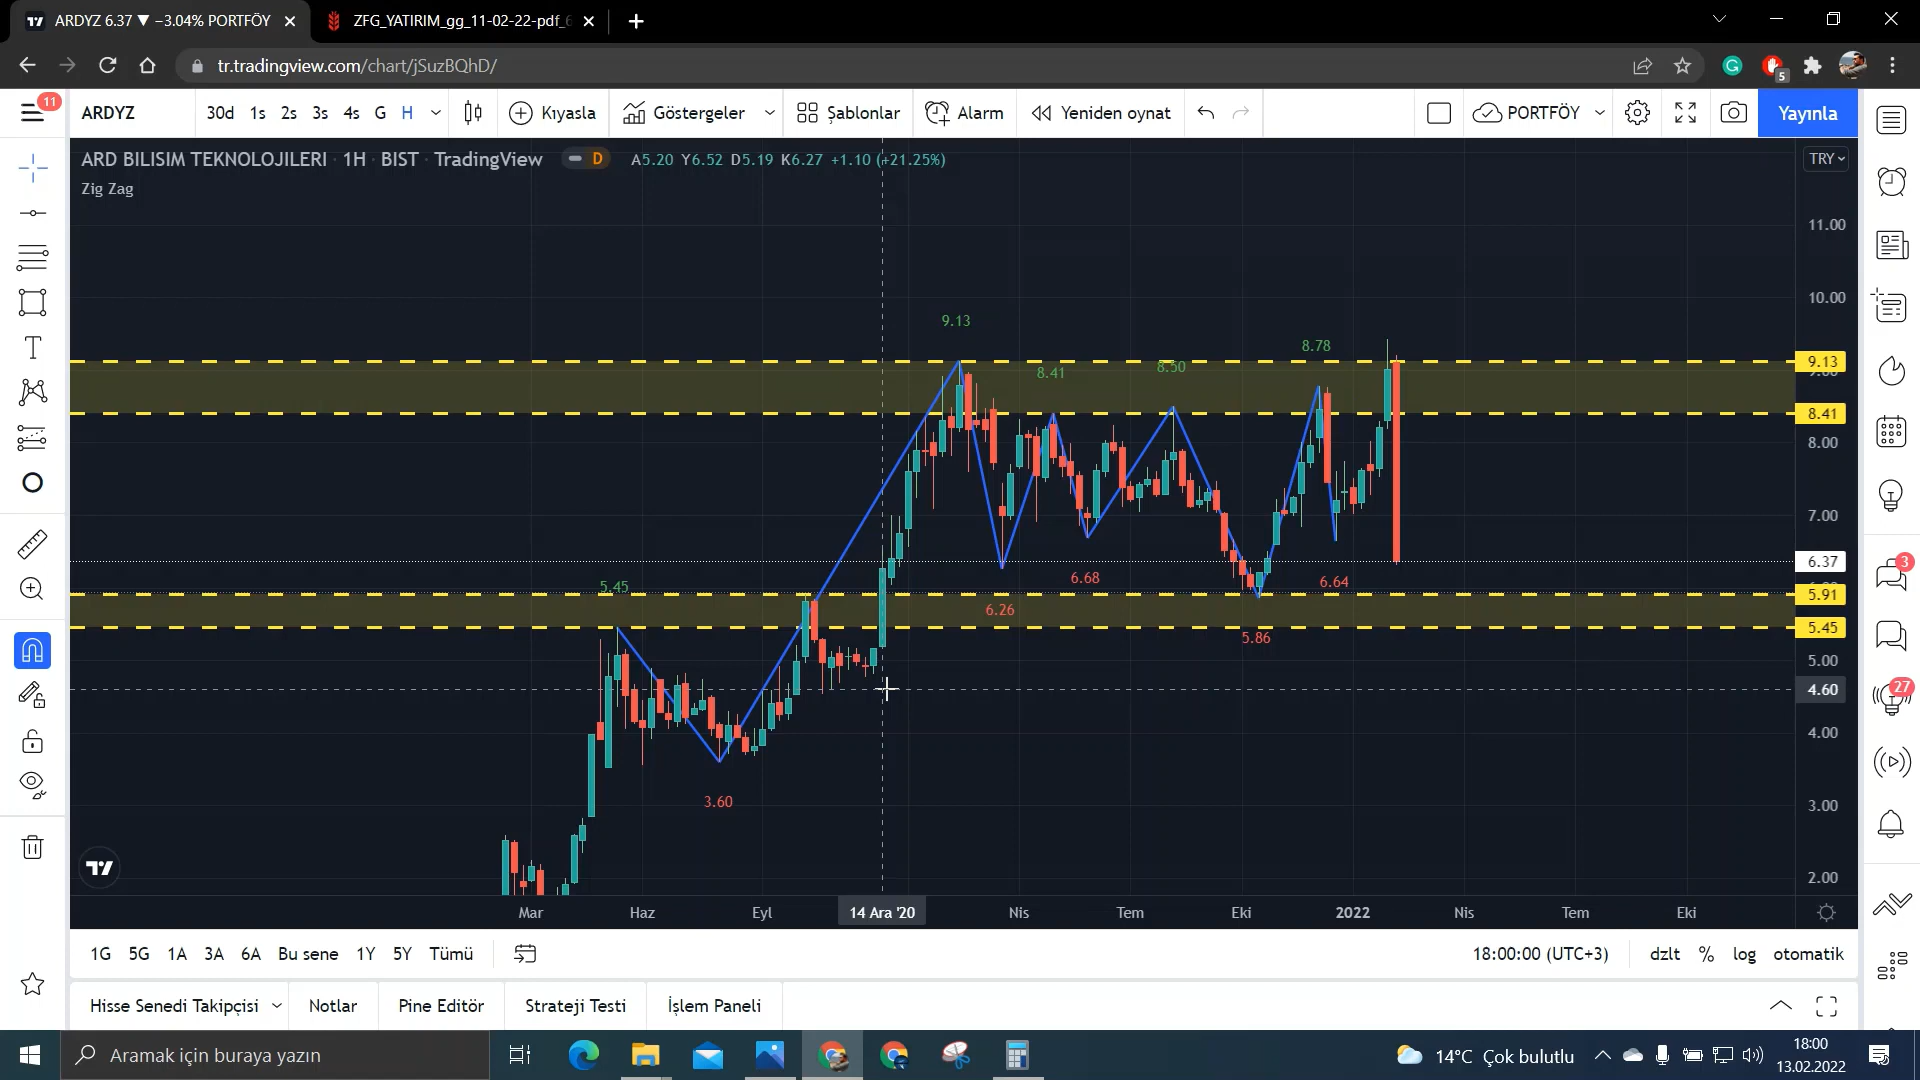 ARDYZ 6.37 ▼ −3.04% PORTFÖY
ZFG_YATIRIM_gg_11-02-22-pdf_6
tr.tradingview.com/chart/jSuzBQhD/
5
11
ARDYZ 30d 1s 2s 3s 4s G H Kıyasla Göstergeler Şablonlar Alarm Yeniden oynat PORTFÖY Yayınla
ARD BILISIM TEKNOLOJILERI · 1H · BIST · TradingView D A5.20 Y6.52 D5.19 K6.27 +1.10 (+21.25%)
TRY
Zig Zag
11.00
10.00
9.13
8.78
8.50
8.41
9.13
9.00
8.41
8.00
7.00
6.37
3
5.45
6.68
6.64
6.26
5.91
5.86
5.45
5.00
4.60
27
4.00
3.60
3.00
2.00
Mar Haz Eyl 14 Ara '20 Nis Tem Eki 2022 Nis Tem Eki
1G 5G 1A 3A 6A Bu sene 1Y 5Y Tümü 18:00:00 (UTC+3) dzlt % log otomatik
Hisse Senedi Takipçisi Notlar Pine Editör Strateji Testi İşlem Paneli
Aramak için buraya yazın
14°C Çok bulutlu
18:00
13.02.2022